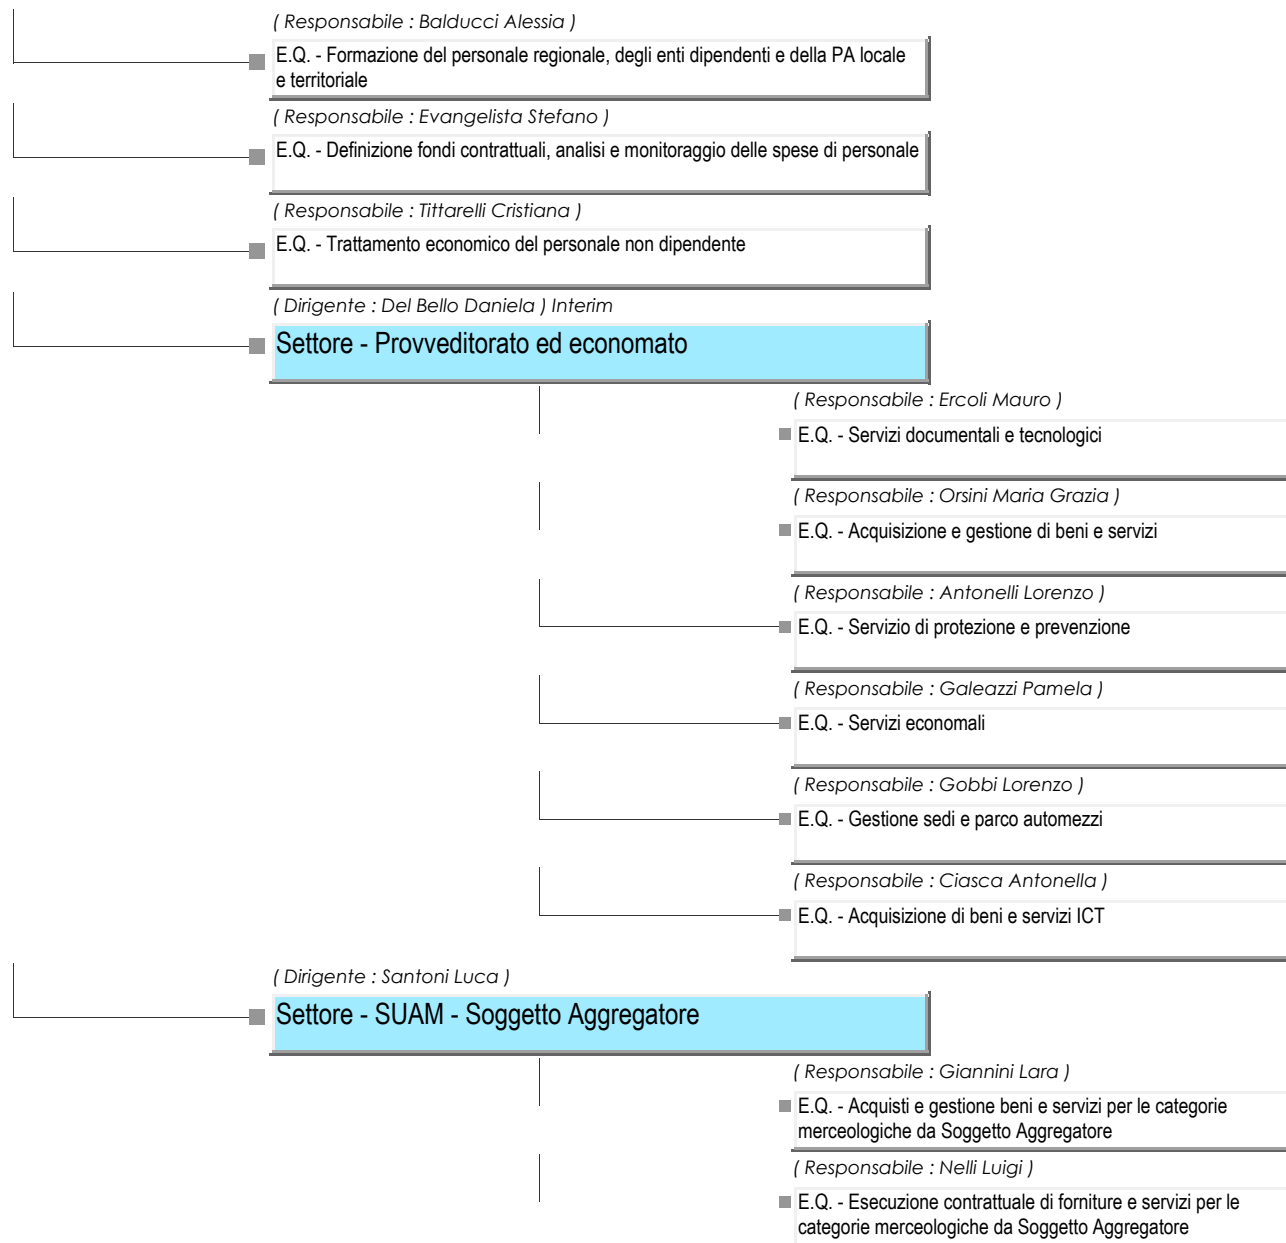 ( Responsabile : Balducci Alessia )
E.Q. - Formazione del personale regionale, degli enti dipendenti e della PA locale
e territoriale
( Responsabile : Evangelista Stefano )
E.Q. - Definizione fondi contrattuali, analisi e monitoraggio delle spese di personale
( Responsabile : Tittarelli Cristiana )
E.Q. - Trattamento economico del personale non dipendente
( Dirigente : Del Bello Daniela ) Interim
Settore - Provveditorato ed economato
( Responsabile : Ercoli Mauro )
E.Q. - Servizi documentali e tecnologici
( Responsabile : Orsini Maria Grazia )
E.Q. - Acquisizione e gestione di beni e servizi
( Responsabile : Antonelli Lorenzo )
E.Q. - Servizio di protezione e prevenzione
( Responsabile : Galeazzi Pamela )
E.Q. - Servizi economali
( Responsabile : Gobbi Lorenzo )
E.Q. - Gestione sedi e parco automezzi
( Responsabile : Ciasca Antonella )
E.Q. - Acquisizione di beni e servizi ICT
( Dirigente : Santoni Luca )
Settore - SUAM - Soggetto Aggregatore
( Responsabile : Giannini Lara )
E.Q. - Acquisti e gestione beni e servizi per le categorie
merceologiche da Soggetto Aggregatore
( Responsabile : Nelli Luigi )
E.Q. - Esecuzione contrattuale di forniture e servizi per le
categorie merceologiche da Soggetto Aggregatore